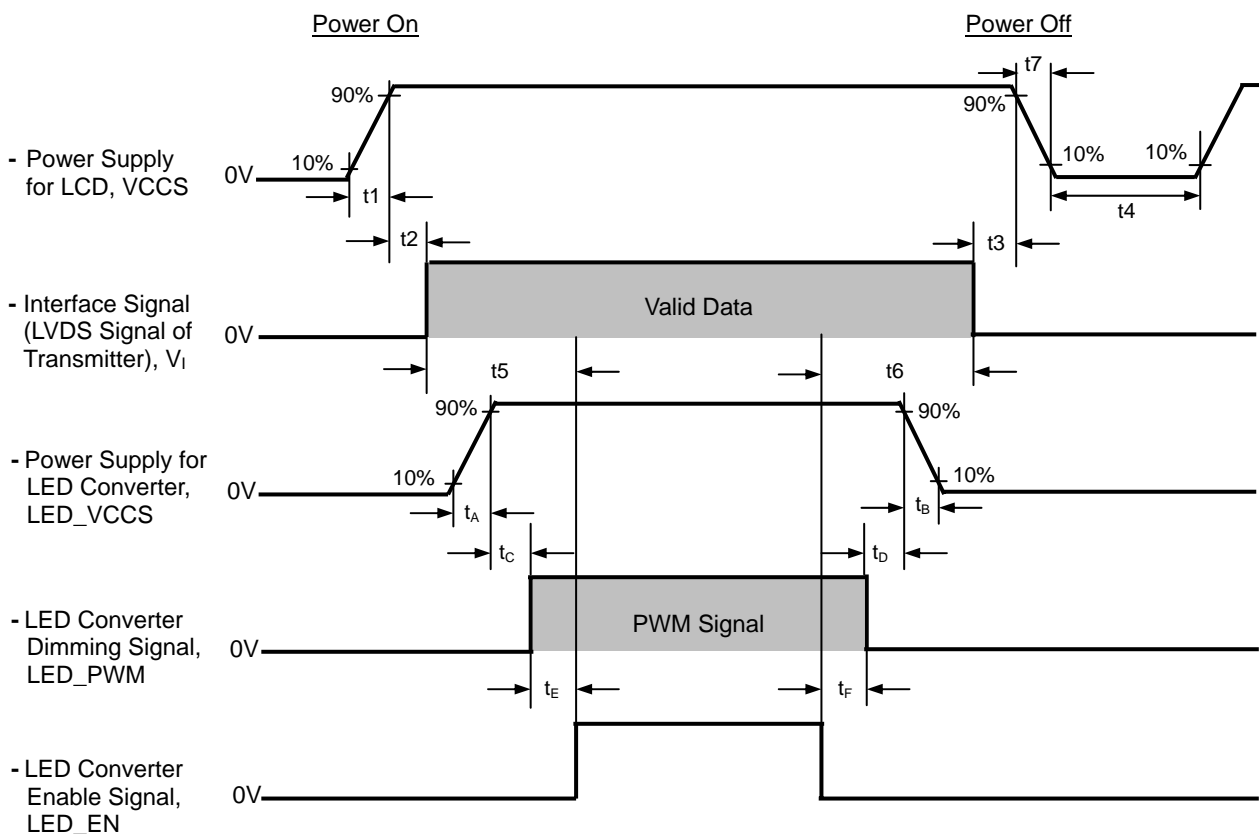 Power On
Power Off
t7
90%
90%
10%
10%
10%
- Power Supply
for LCD, VCCS
0V
t1
t4
t2
t3
- Interface Signal
(LVDS Signal of
Transmitter), VI
0V
Valid Data
t5
t6
90%
90%
- Power Supply for
LED Converter,
LED_VCCS
0V
10%
10%
tA
tB
tC
tD
- LED Converter
Dimming Signal,
LED_PWM
0V
PWM Signal
tE
tF
- LED Converter
Enable Signal,
LED_EN
0V